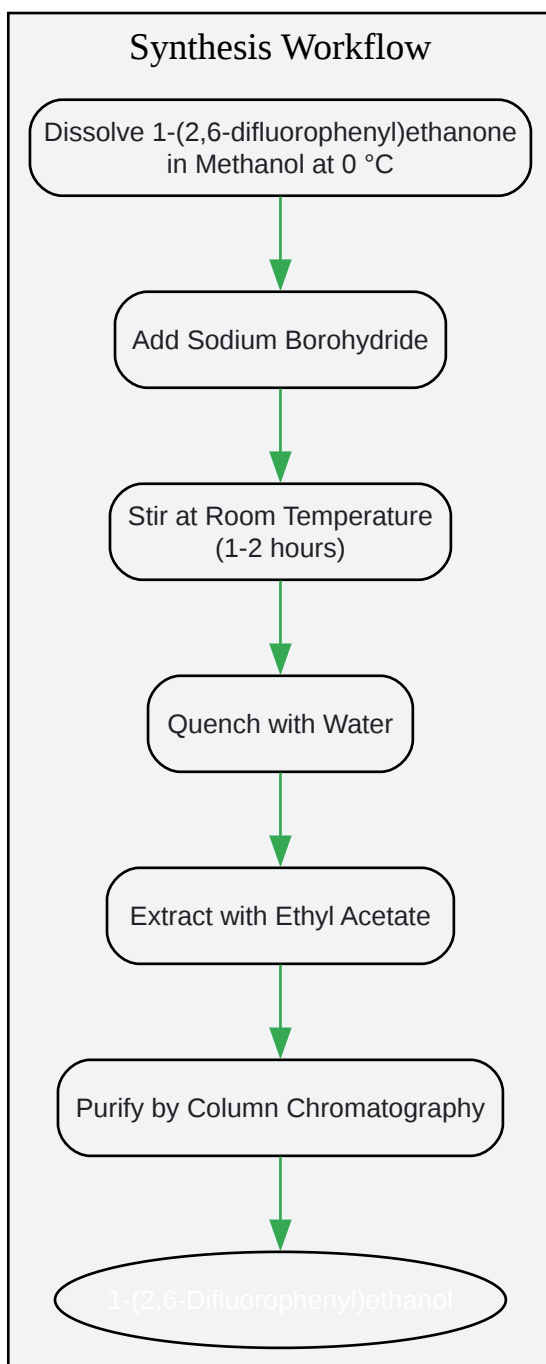 Synthesis Workflow
Dissolve 1-(2,6-difluorophenyl)ethanone
in Methanol at 0 °C
Add Sodium Borohydride
Stir at Room Temperature
(1-2 hours)
Quench with Water
Extract with Ethyl Acetate
Purify by Column Chromatography
1-(2,6-Difluorophenyl)ethanol